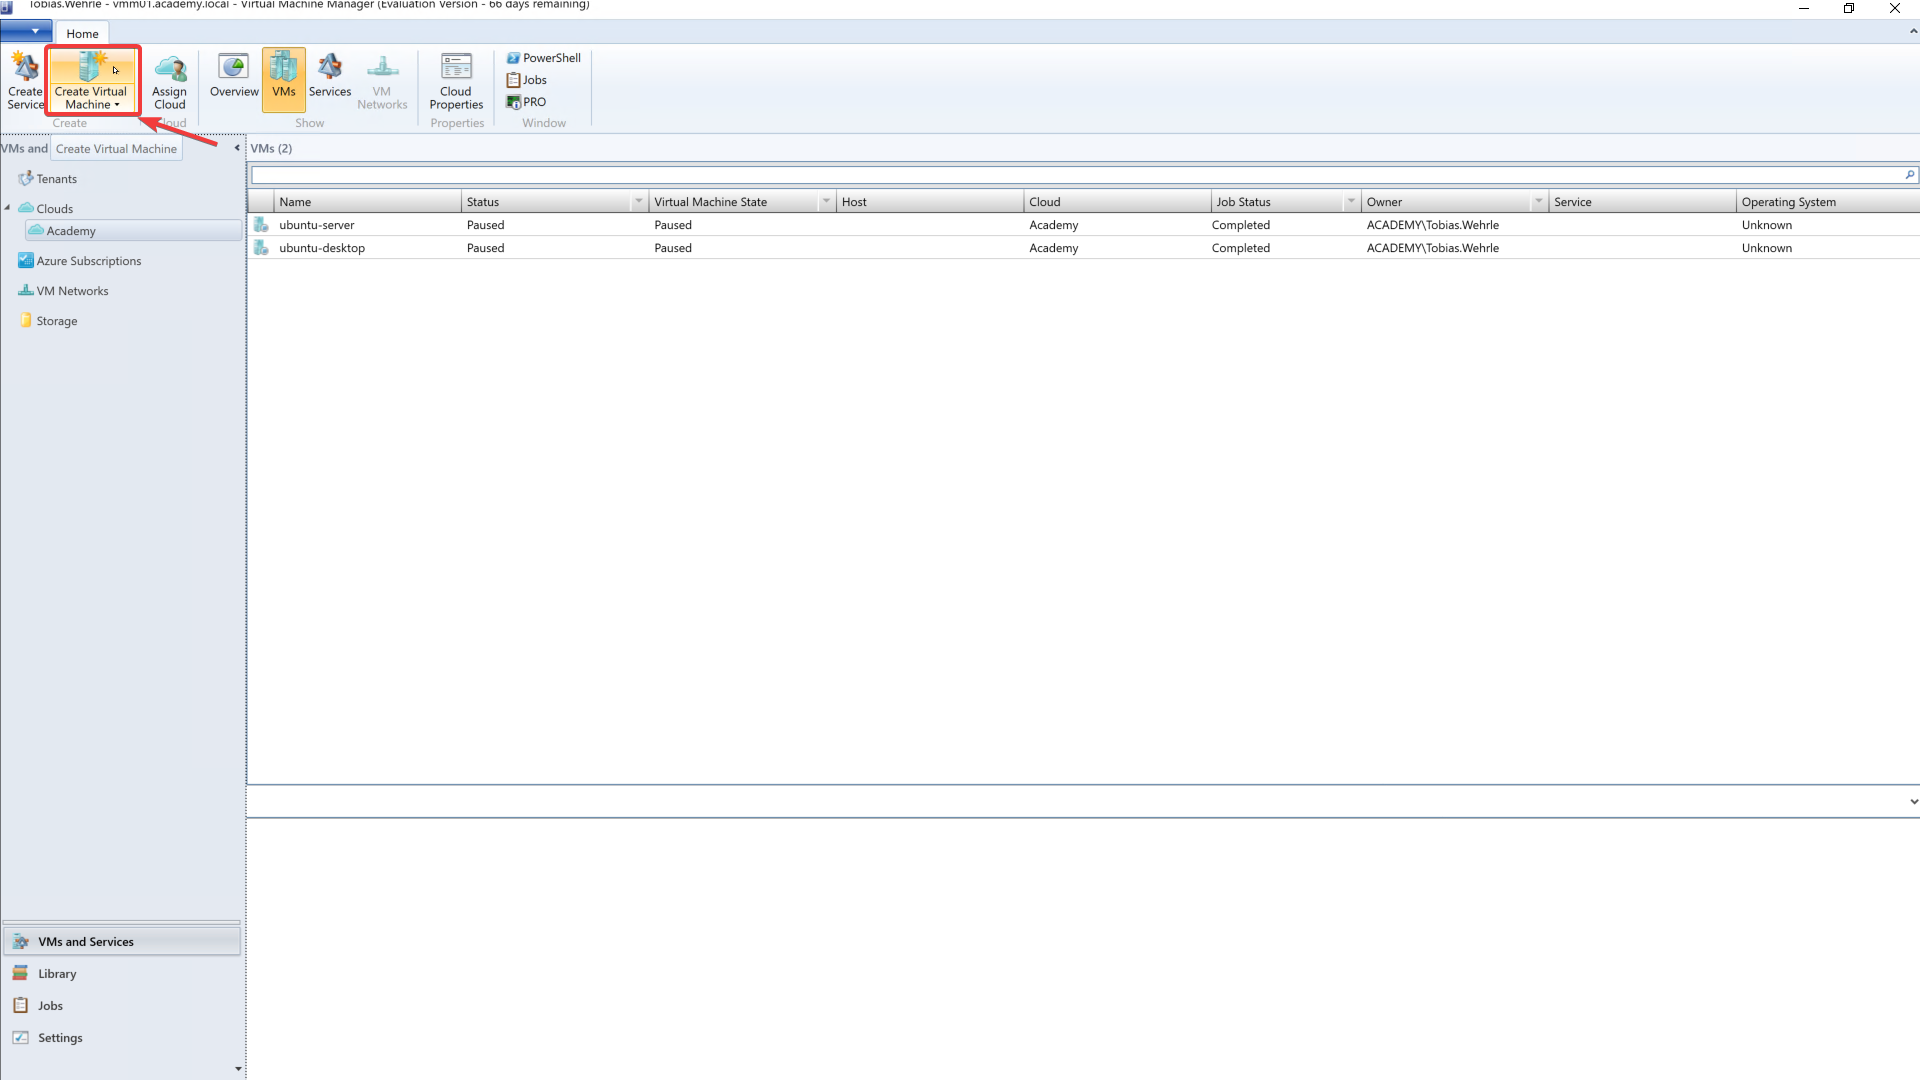 Tobias.Wehrle - vmm01.academy.local - Virtual Machine Manager (Evaluation Version - 66 days remaining)
Home
Create Service
Create Virtual Machine
Assign Cloud
Overview
VMs
Services
VM Networks
Cloud Properties
PowerShell
Jobs
PRO
Create
oud
Show
Properties
Window
VMs and
Create Virtual Machine
VMs (2)
Tenants
Clouds
Academy
Azure Subscriptions
VM Networks
Storage
Name Status Virtual Machine State Host Cloud Job Status Owner Service Operating System
ubuntu-server Paused Paused Academy Completed ACADEMY\Tobias.Wehrle Unknown
ubuntu-desktop Paused Paused Academy Completed ACADEMY\Tobias.Wehrle Unknown
VMs and Services
Library
Jobs
Settings